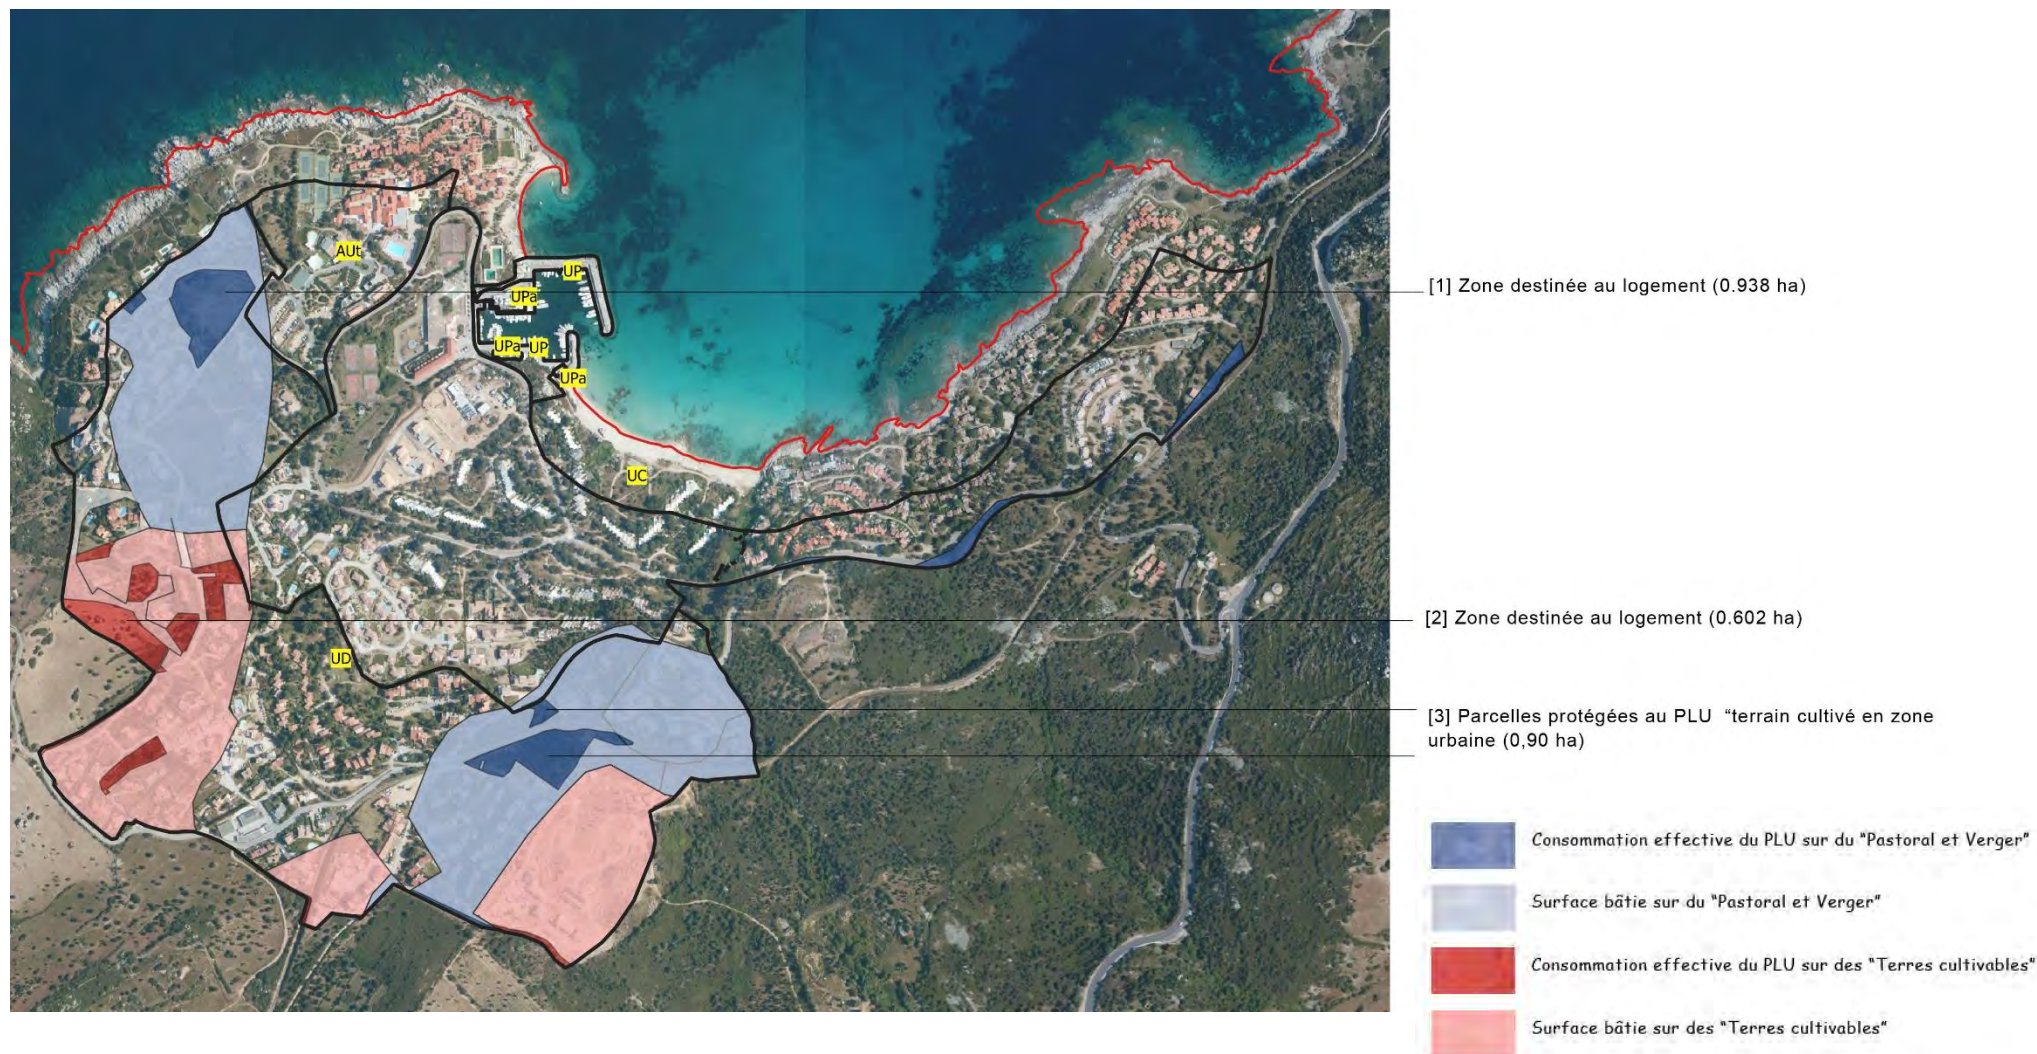 AUt
UP
UPa
UPa
UP
UPa
UC
UD
[1] Zone destinée au logement (0.938 ha)
[2] Zone destinée au logement (0.602 ha)
[3] Parcelles protégées au PLU “terrain cultivé en zone
urbaine (0,90 ha)
Consommation effective du PLU sur du "Pastoral et Verger"
Surface bâtie sur du "Pastoral et Verger"
Consommation effective du PLU sur des "Terres cultivables"
Surface bâtie sur des "Terres cultivables"